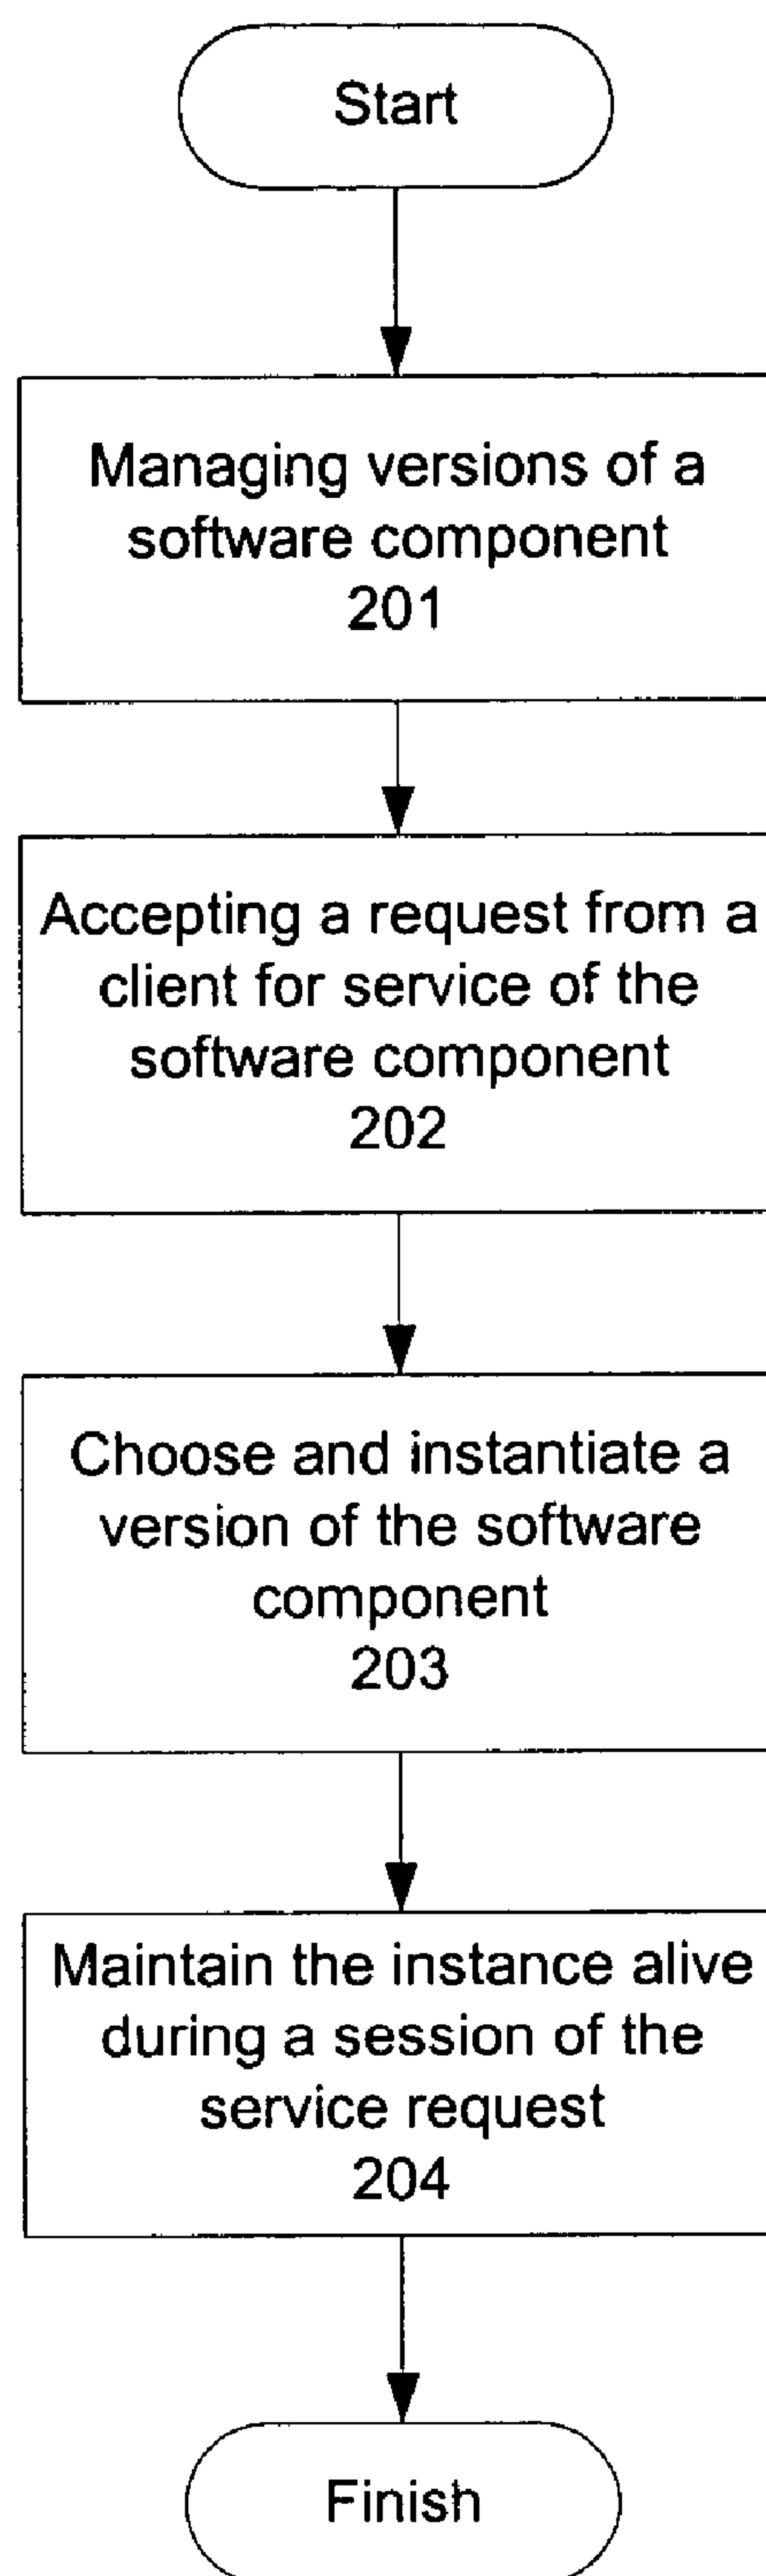 Start
Managing versions of a
software component
201
Accepting a request from a
client for service of the
software component
202
Choose and instantiate a
version of the software
component
203
Maintain the instance alive
during a session of the
service request
204
Finish